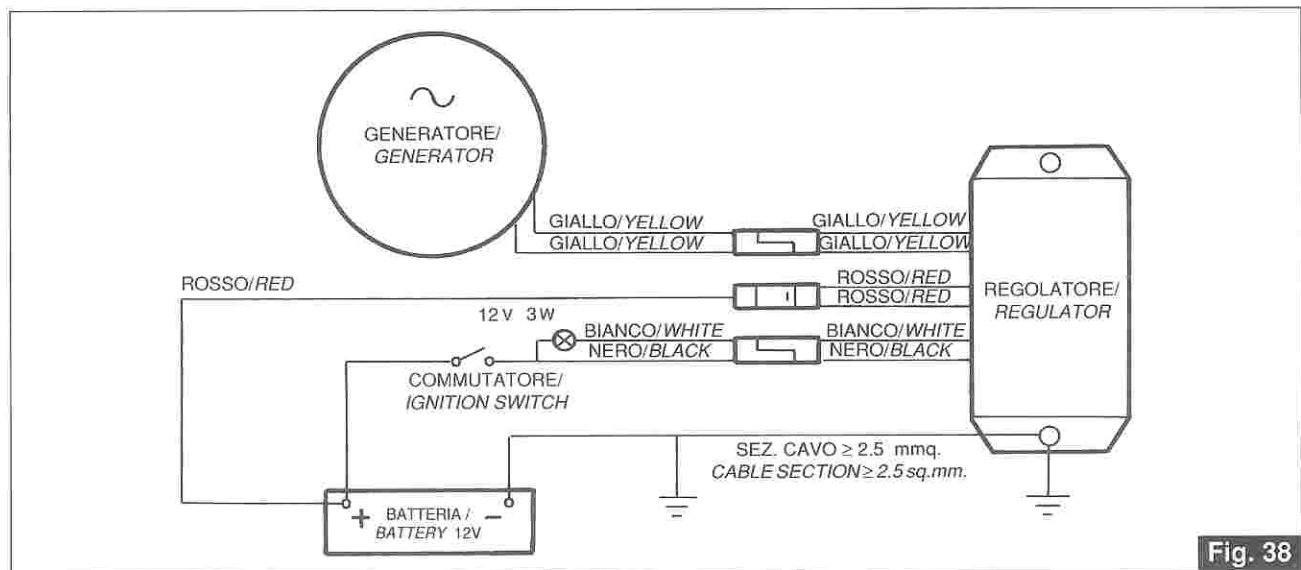 GENERATORE/
GENERATOR
GIALLO/YELLOW
GIALLO/YELLOW
GIALLO/YELLOW
GIALLO/YELLOW
ROSSO/RED
ROSSO/RED
ROSSO/RED
REGOLATORE/
REGULATOR
12V 3W
BIANCO/WHITE
NERO/BLACK
BIANCO/WHITE
NERO/BLACK
COMMUTATORE/
IGNITION SWITCH
SEZ. CAVO ≥ 2.5 mmq.
CABLE SECTION ≥ 2.5 sq.mm.
+ BATTERIA / −
BATTERY 12V
Fig. 38